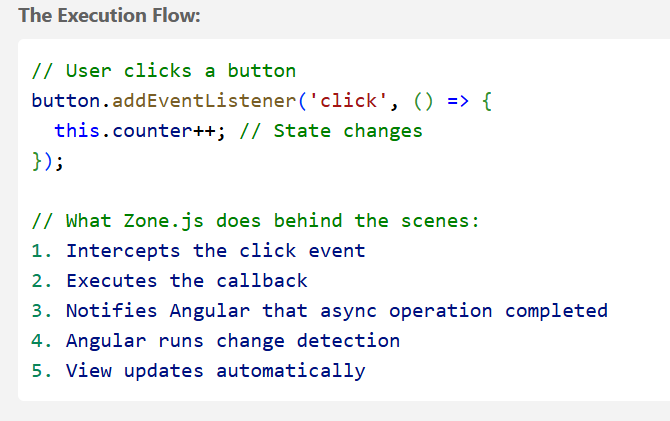 The Execution Flow:
// User clicks a button
button.addEventListener('click', () => {
  this.counter++; // State changes
});
// What Zone.js does behind the scenes:
1. Intercepts the click event
2. Executes the callback
3. Notifies Angular that async operation completed
4. Angular runs change detection
5. View updates automatically